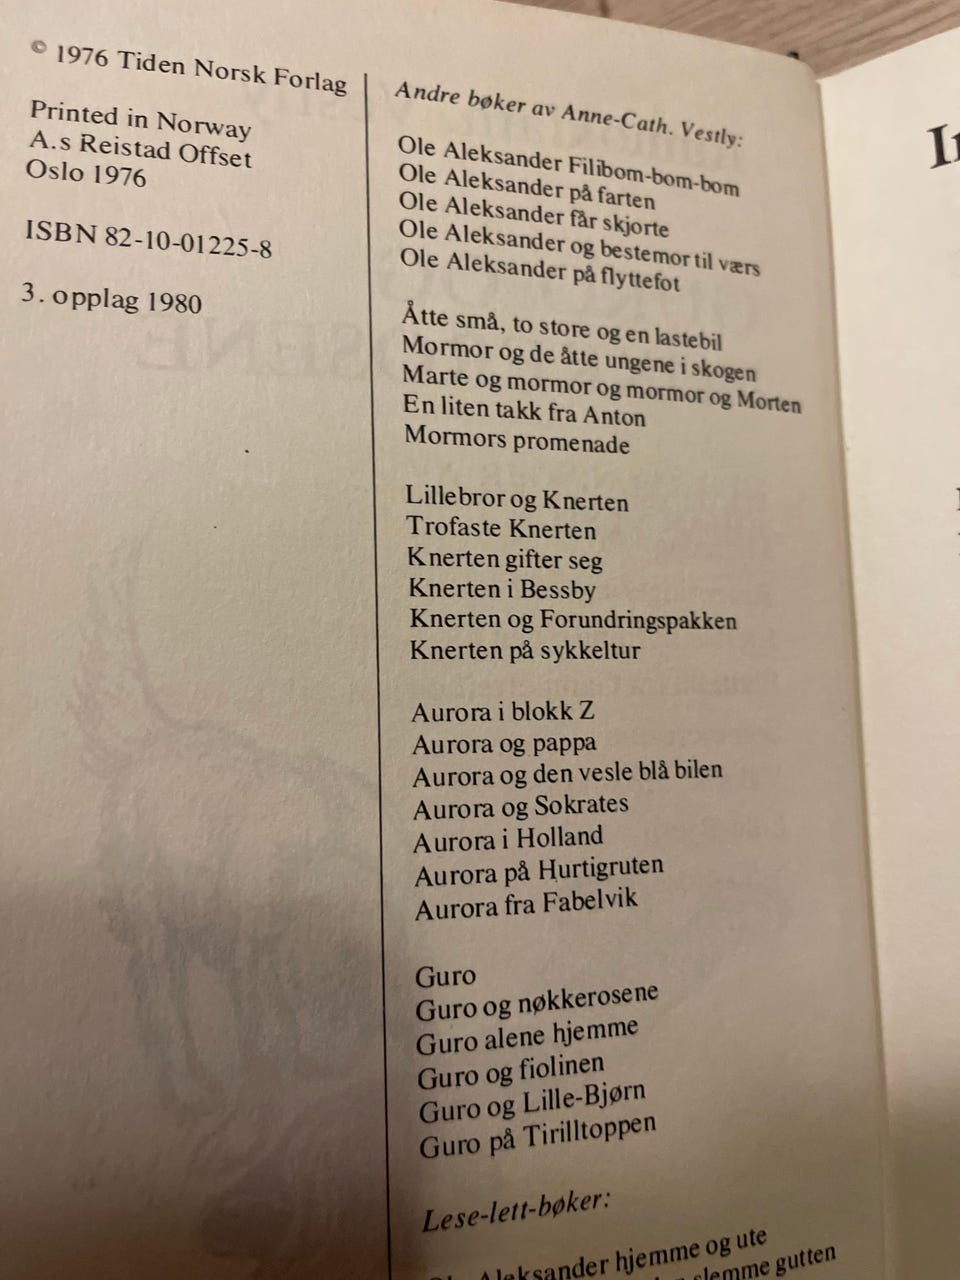 © 1976 Tiden Norsk Forlag
Printed in Norway
A.s Reistad Offset
Oslo 1976
ISBN 82-10-01225-8
3. opplag 1980
Andre bøker av Anne-Cath. Vestly:
Ole Aleksander Filibom-bom-bom
Ole Aleksander på farten
Ole Aleksander får skjorte
Ole Aleksander og bestemor til værs
Ole Aleksander på flyttefot
Åtte små, to store og en lastebil
Mormor og de åtte ungene i skogen
Marte og mormor og mormor og Morten
En liten takk fra Anton
Mormors promenade
Lillebror og Knerten
Trofaste Knerten
Knerten gifter seg
Knerten i Bessby
Knerten og Forundringspakken
Knerten på sykkeltur
Aurora i blokk Z
Aurora og pappa
Aurora og den vesle blå bilen
Aurora og Sokrates
Aurora i Holland
Aurora på Hurtigruten
Aurora fra Fabelvik
Guro
Guro og nøkkerosene
Guro alene hjemme
Guro og fiolinen
Guro og Lille-Bjørn
Guro på Tirilltoppen
Lese-lett-bøker:
Ole Aleksander hjemme og ute
slemme gutten